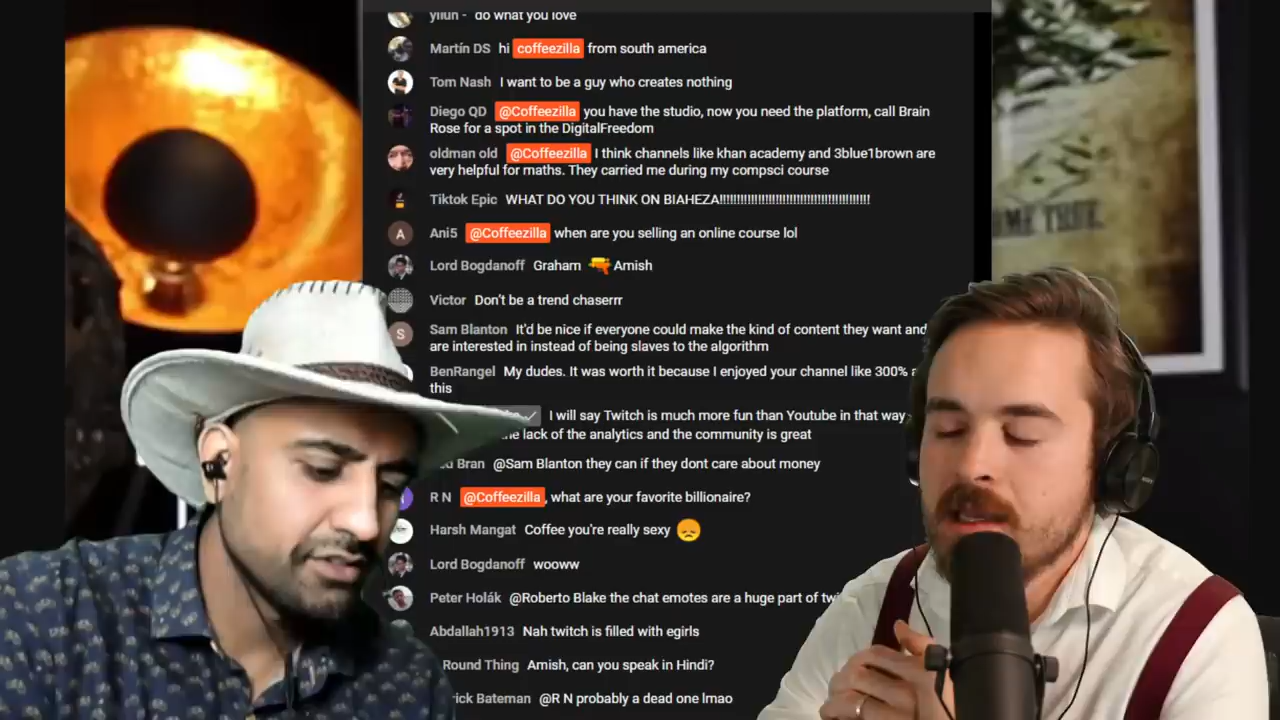 yilun - do what you love
Martín DS hi coffeezilla from south america
Tom Nash I want to be a guy who creates nothing
Diego QD @Coffeezilla you have the studio, now you need the platform, call Brain
Rose for a spot in the DigitalFreedom
oldman old @Coffeezilla I think channels like khan academy and 3blue1brown are
very helpful for maths. They carried me during my compsci course
Tiktok Epic WHAT DO YOU THINK ON BIAHEZA!!!!!!!!!!!!!!!!!!!!!!!!!!!!!!!!!!!!!!!!!!!
Ani5 @Coffeezilla when are you selling an online course lol
A
Lord Bogdanoff Graham 🔫 Amish
Victor Don't be a trend chaserrr
Sam Blanton It'd be nice if everyone could make the kind of content they want and
S
are interested in instead of being slaves to the algorithm
BenRangel My dudes. It was worth it because I enjoyed your channel like 300%
this
I will say Twitch is much more fun than Youtube in that way
the lack of the analytics and the community is great
Bran @Sam Blanton they can if they dont care about money
R N @Coffeezilla, what are your favorite billionaire?
Harsh Mangat Coffee you're really sexy 😞
Lord Bogdanoff wooww
Peter Holák @Roberto Blake the chat emotes are a huge part of
Abdallah1913 Nah twitch is filled with egirls
Round Thing Amish, can you speak in Hindi?
rick Bateman @R N probably a dead one lmao
OME TRUE.